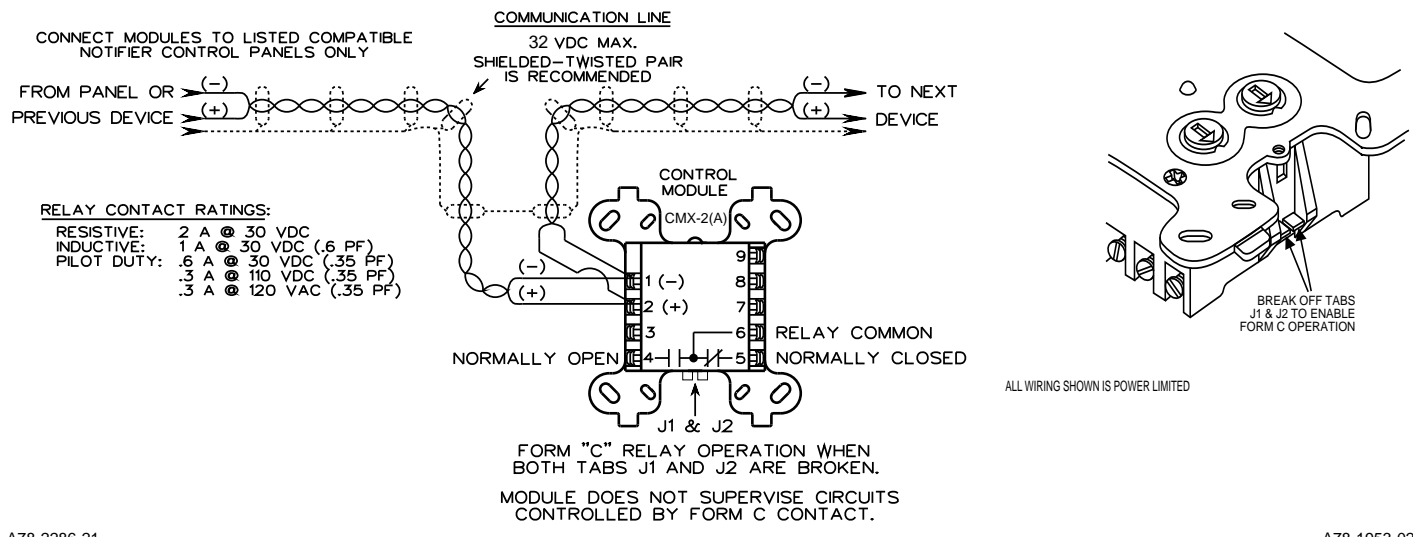 COMMUNICATION LINE
32 VDC MAX.
SHIELDED-TWISTED PAIR
IS RECOMMENDED
CONNECT MODULES TO LISTED COMPATIBLE
NOTIFIER CONTROL PANELS ONLY
FROM PANEL OR
PREVIOUS DEVICE
(-)
(+)
(-)
(+)
TO NEXT
DEVICE
RELAY CONTACT RATINGS:
RESISTIVE: 2 A @ 30 VDC
INDUCTIVE: 1 A @ 30 VDC (.6 PF)
PILOT DUTY: .6 A @ 30 VDC (.35 PF)
.3 A @ 110 VDC (.35 PF)
.3 A @ 120 VAC (.35 PF)
CONTROL
MODULE
CMX-2(A)
(-)
(+)
1 (-)
2 (+)
3
4
9
8
7
6
5
NORMALLY OPEN
RELAY COMMON
NORMALLY CLOSED
J1 & J2
FORM "C" RELAY OPERATION WHEN
BOTH TABS J1 AND J2 ARE BROKEN.
MODULE DOES NOT SUPERVISE CIRCUITS
CONTROLLED BY FORM C CONTACT.
BREAK OFF TABS
J1 & J2 TO ENABLE
FORM C OPERATION
ALL WIRING SHOWN IS POWER LIMITED